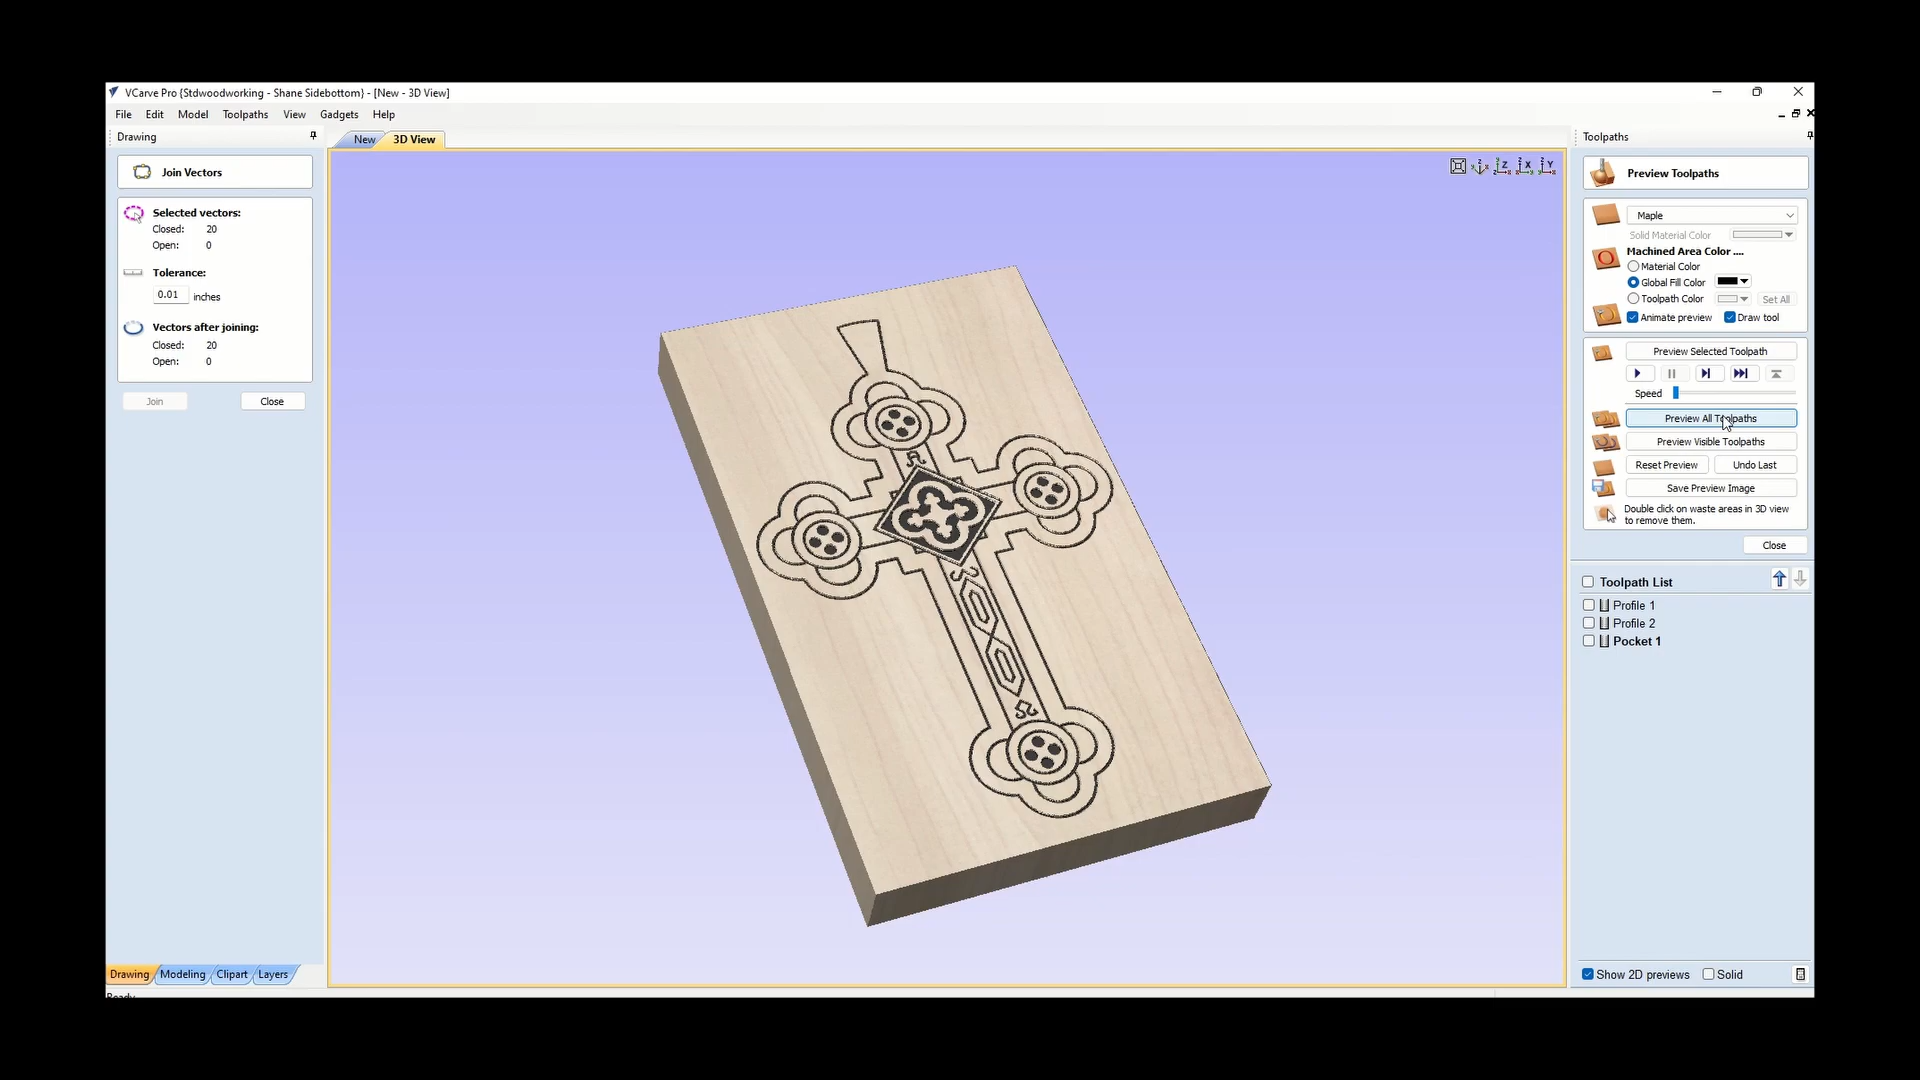 VCarve Pro {Stdwoodworking - Shane Sidebottom} - [New - 3D View]
File Edit Model Toolpaths View Gadgets Help
Drawing
Join Vectors
Selected vectors:
Closed: 20
Open: 0
Tolerance:
0.01 inches
Vectors after joining:
Closed: 20
Open: 0
Join Close
Drawing Modeling Clipart Layers
Ready
New 3D View
Z X Y
Toolpaths
Preview Toolpaths
Maple
Solid Material Color
Machined Area Color ....
Material Color
Global Fill Color
Toolpath Color Set All
Animate preview Draw tool
Preview Selected Toolpath
Speed
Preview All Toolpaths
Preview Visible Toolpaths
Reset Preview Undo Last
Save Preview Image
Double click on waste areas in 3D view
to remove them.
Close
Toolpath List
Profile 1
Profile 2
Pocket 1
Show 2D previews Solid